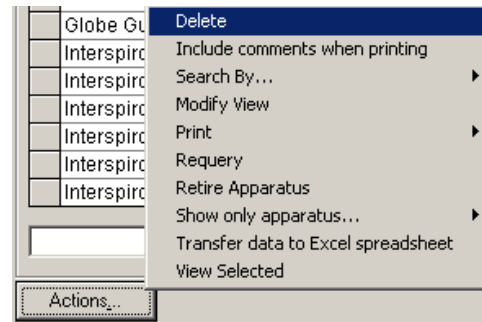 Globe Gu
Interspiro
Interspiro
Interspiro
Interspiro
Interspiro
Interspiro
Delete
Include comments when printing
Search By...
Modify View
Print
Requery
Retire Apparatus
Show only apparatus...
Transfer data to Excel spreadsheet
View Selected
Actions...